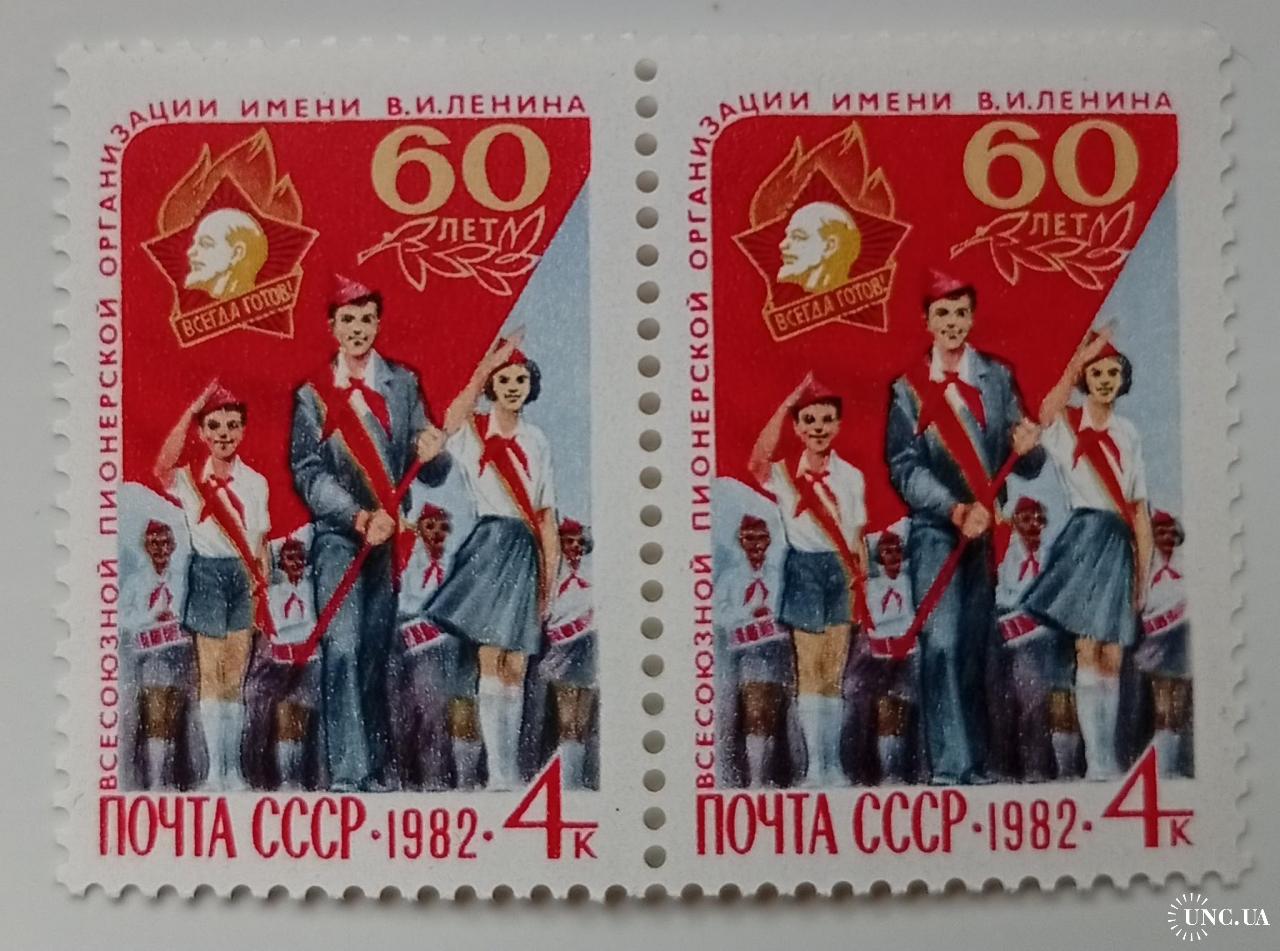 ВСЕСОЮЗНОЙ ПИОНЕРСКОЙ ОРГАНИЗАЦИИ ИМЕНИ В.И.ЛЕНИНА
60
ЛЕТ
ВСЕГДА ГОТОВ!
ПОЧТА СССР·1982·4к
ВСЕСОЮЗНОЙ ПИОНЕРСКОЙ ОРГАНИЗАЦИИ ИМЕНИ В.И.ЛЕНИНА
60
ЛЕТ
ВСЕГДА ГОТОВ!
ПОЧТА СССР·1982·4к
UNC.UA